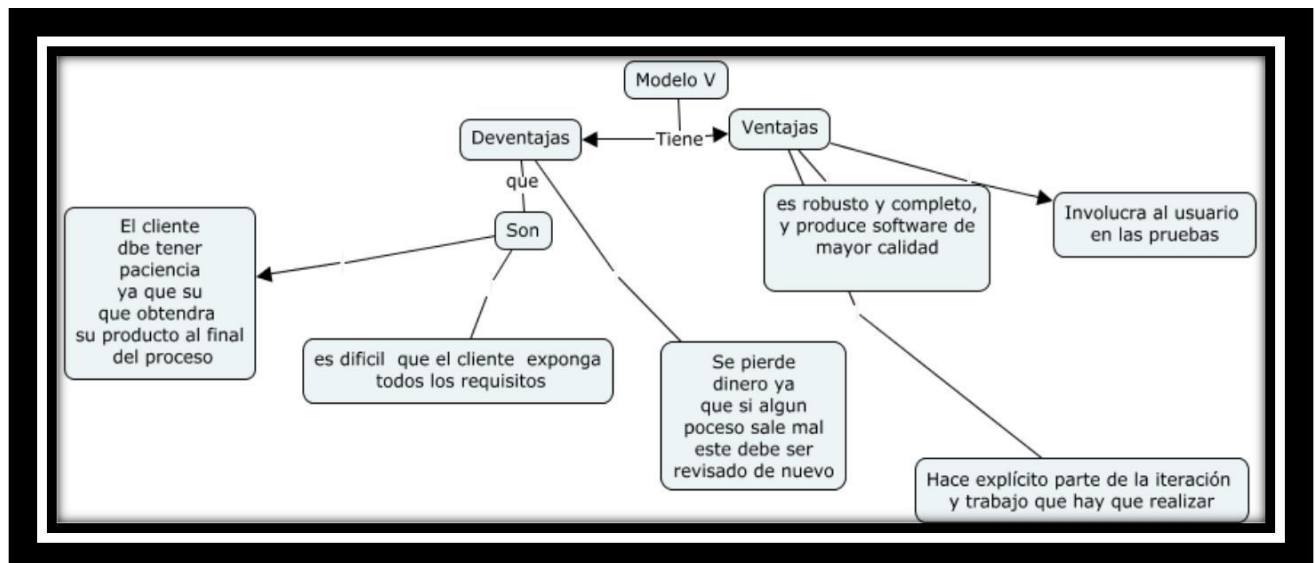 Modelo V
Deventajas
Tiene
Ventajas
que
Son
El cliente
dbe tener
paciencia
ya que su
que obtendra
su producto al final
del proceso
es dificil que el cliente exponga
todos los requisitos
Se pierde
dinero ya
que si algun
poceso sale mal
este debe ser
revisado de nuevo
es robusto y completo,
y produce software de
mayor calidad
Involucra al usuario
en las pruebas
Hace explícito parte de la iteración
y trabajo que hay que realizar